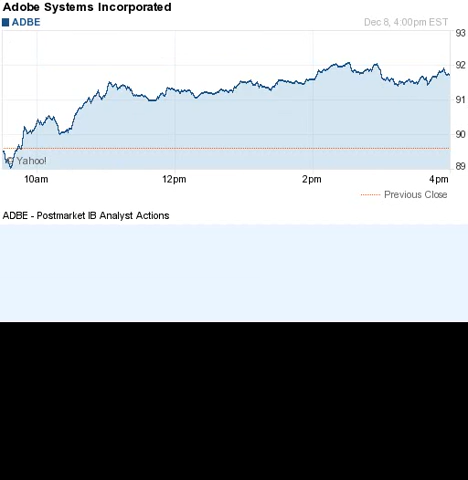 Adobe Systems Incorporated
ADBE Dec 8, 4:00pm EST
93
92
91
90
89
Yahoo!
10am 12pm 2pm 4pm
Previous Close
ADBE - Postmarket IB Analyst Actions